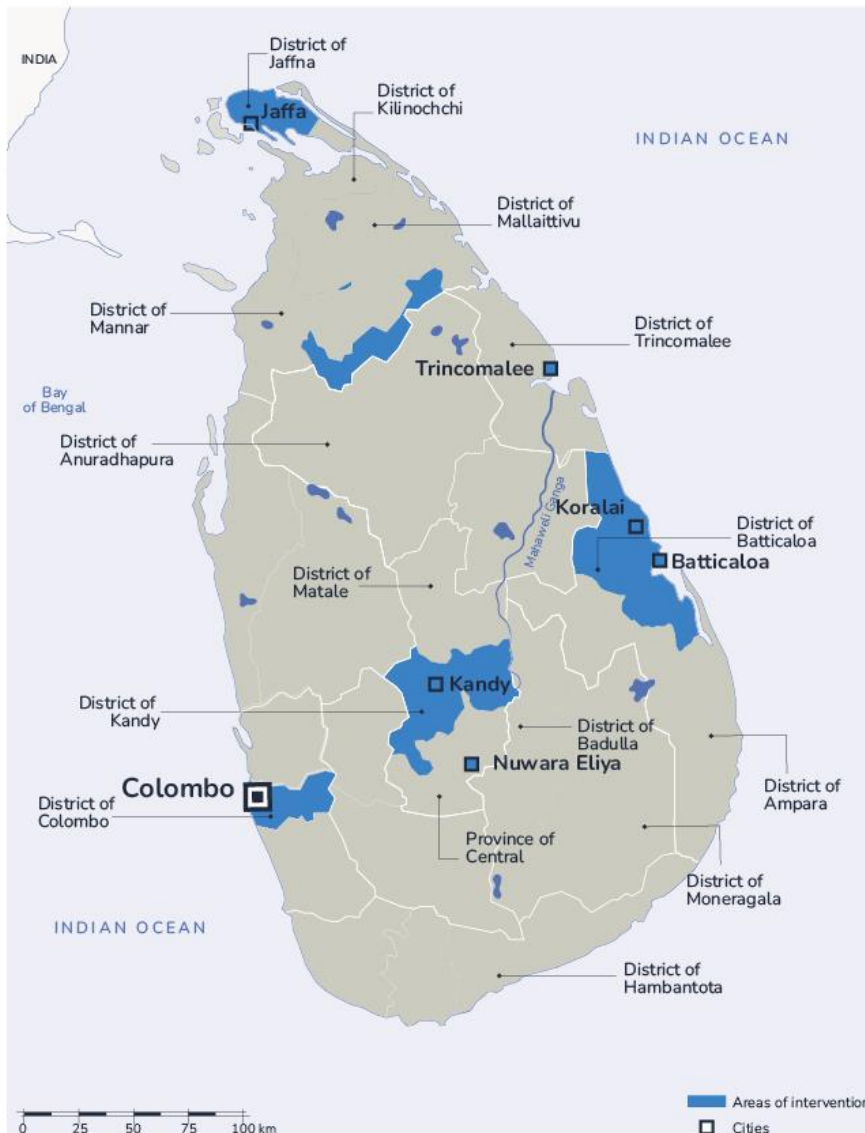 INDIA
District of
Jaffna
Jaffa
District of
Kilinochchi
INDIAN OCEAN
District of
Mallaittivu
District of
Mannar
District of
Trincomalee
Trincomalee
Bay
of Bengal
District of
Anuradhapura
Mahaweli Ganga
Koralai
District of
Batticaloa
Batticaloa
District of
Matale
Kandy
District of
Kandy
District of
Badulla
Nuwara Eliya
Colombo
District of
Colombo
District of
Ampara
Province of
Central
District of
Moneragala
INDIAN OCEAN
District of
Hambantota
0 25 50 75 100 km
Areas of intervention
Cities